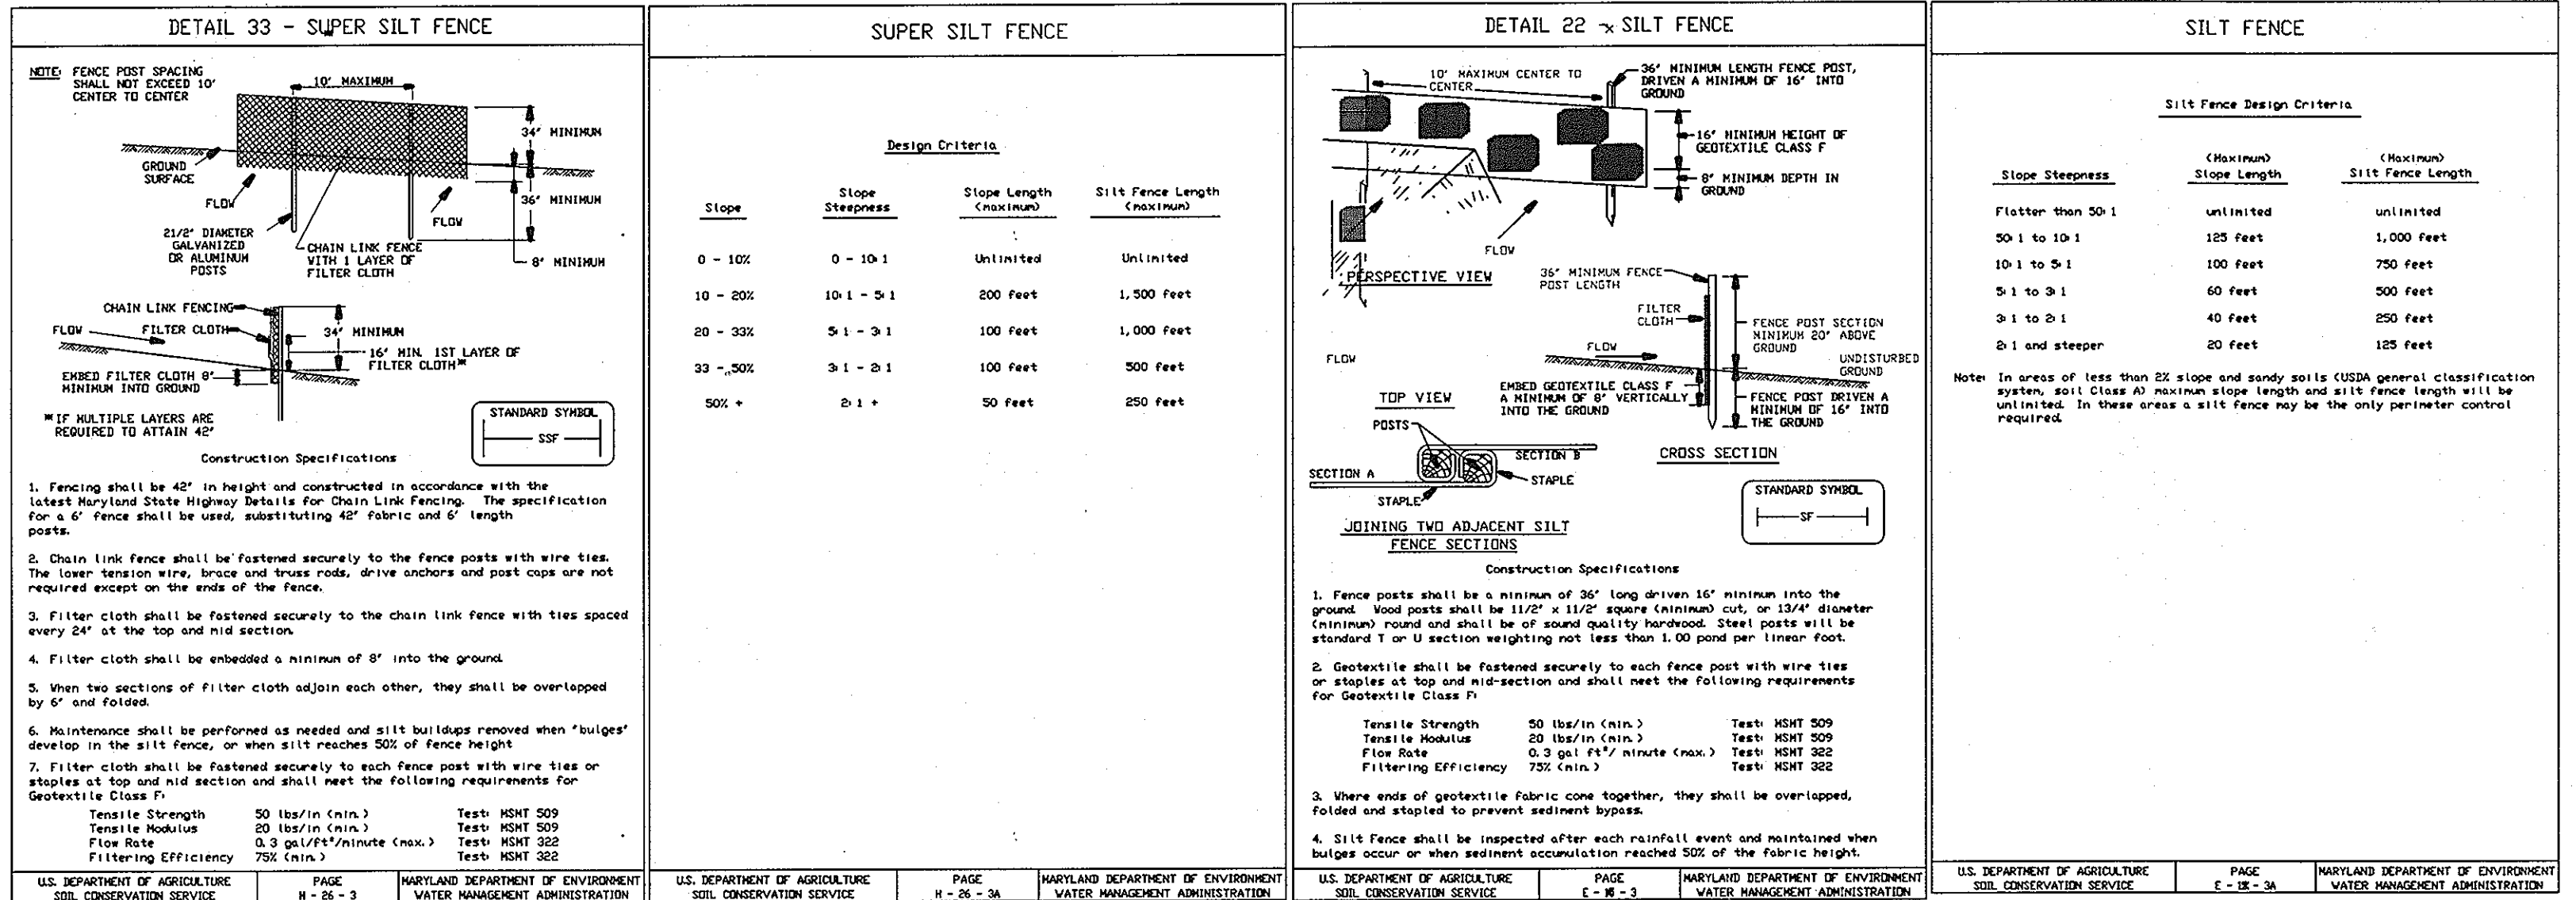 DETAIL 33 - SUPER SILT FENCE
NOTE: FENCE POST SPACING
SHALL NOT EXCEED 10'
CENTER TO CENTER
10' MAXIMUM
34" MINIMUM
GROUND
SURFACE
36" MINIMUM
FLOW
FLOW
21/2" DIAMETER
GALVANIZED
OR ALUMINUM
POSTS
CHAIN LINK FENCE
WITH 1 LAYER OF
FILTER CLOTH
8" MINIMUM
CHAIN LINK FENCING
FLOW
FILTER CLOTH
34" MINIMUM
16" MIN. 1ST LAYER OF
FILTER CLOTH*
EMBED FILTER CLOTH 8"
MINIMUM INTO GROUND
*IF MULTIPLE LAYERS ARE
REQUIRED TO ATTAIN 42"
STANDARD SYMBOL
SSF
Construction Specifications
1. Fencing shall be 42" in height and constructed in accordance with the
latest Maryland State Highway Details for Chain Link Fencing. The specification
for a 6' fence shall be used, substituting 42" fabric and 6' length
posts.
2. Chain link fence shall be fastened securely to the fence posts with wire ties.
The lower tension wire, brace and truss rods, drive anchors and post caps are not
required except on the ends of the fence.
3. Filter cloth shall be fastened securely to the chain link fence with ties spaced
every 24" at the top and mid section.
4. Filter cloth shall be embedded a minimum of 8" into the ground.
5. When two sections of filter cloth adjoin each other, they shall be overlapped
by 6" and folded.
6. Maintenance shall be performed as needed and silt buildups removed when "bulges"
develop in the silt fence, or when silt reaches 50% of fence height
7. Filter cloth shall be fastened securely to each fence post with wire ties or
staples at top and mid section and shall meet the following requirements for
Geotextile Class F:
Tensile Strength 50 lbs/in (min.) Test: MSMT 509
Tensile Modulus 20 lbs/in (min.) Test: MSMT 509
Flow Rate 0.3 gal/ft²/minute (max.) Test: MSMT 322
Filtering Efficiency 75% (min.) Test: MSMT 322
U.S. DEPARTMENT OF AGRICULTURE PAGE MARYLAND DEPARTMENT OF ENVIRONMENT
SOIL CONSERVATION SERVICE H - 26 - 3 WATER MANAGEMENT ADMINISTRATION
SUPER SILT FENCE
Design Criteria
Slope Slope Length Silt Fence Length
Slope Steepness (maximum) (maximum)
0 - 10% 0 - 10:1 Unlimited Unlimited
10 - 20% 10:1 - 5:1 200 feet 1,500 feet
20 - 33% 5:1 - 3:1 100 feet 1,000 feet
33 - 50% 3:1 - 2:1 100 feet 500 feet
50% + 2:1 + 50 feet 250 feet
U.S. DEPARTMENT OF AGRICULTURE PAGE MARYLAND DEPARTMENT OF ENVIRONMENT
SOIL CONSERVATION SERVICE H - 26 - 3A WATER MANAGEMENT ADMINISTRATION
DETAIL 22 - SILT FENCE
10' MAXIMUM CENTER TO
CENTER
36" MINIMUM LENGTH FENCE POST,
DRIVEN A MINIMUM OF 16" INTO
GROUND
16" MINIMUM HEIGHT OF
GEOTEXTILE CLASS F
8" MINIMUM DEPTH IN
GROUND
FLOW
PERSPECTIVE VIEW
36" MINIMUM FENCE
POST LENGTH
FILTER
CLOTH
FENCE POST SECTION
MINIMUM 20" ABOVE
GROUND
FLOW
FLOW
UNDISTURBED
GROUND
EMBED GEOTEXTILE CLASS F
A MINIMUM OF 8" VERTICALLY
INTO THE GROUND
FENCE POST DRIVEN A
MINIMUM OF 16" INTO
THE GROUND
TOP VIEW
POSTS
SECTION B
CROSS SECTION
SECTION A
STAPLE
STAPLE
JOINING TWO ADJACENT SILT
FENCE SECTIONS
STANDARD SYMBOL
SF
Construction Specifications
1. Fence posts shall be a minimum of 36" long driven 16" minimum into the
ground. Wood posts shall be 11/2" x 11/2" square (minimum) cut, or 13/4" diameter
(minimum) round and shall be of sound quality hardwood. Steel posts will be
standard T or U section weighting not less than 1.00 pond per linear foot.
2. Geotextile shall be fastened securely to each fence post with wire ties
or staples at top and mid-section and shall meet the following requirements
for Geotextile Class F:
Tensile Strength 50 lbs/in (min.) Test: MSMT 509
Tensile Modulus 20 lbs/in (min.) Test: MSMT 509
Flow Rate 0.3 gal ft²/ minute (max.) Test: MSMT 322
Filtering Efficiency 75% (min.) Test: MSMT 322
3. Where ends of geotextile fabric come together, they shall be overlapped,
folded and stapled to prevent sediment bypass.
4. Silt Fence shall be inspected after each rainfall event and maintained when
bulges occur or when sediment accumulation reached 50% of the fabric height.
U.S. DEPARTMENT OF AGRICULTURE PAGE MARYLAND DEPARTMENT OF ENVIRONMENT
SOIL CONSERVATION SERVICE E - - 3 WATER MANAGEMENT ADMINISTRATION
SILT FENCE
Silt Fence Design Criteria
(Maximum) (Maximum)
Slope Steepness Slope Length Silt Fence Length
Flatter than 50:1 unlimited unlimited
50:1 to 10:1 125 feet 1,000 feet
10:1 to 5:1 100 feet 750 feet
5:1 to 3:1 60 feet 500 feet
3:1 to 2:1 40 feet 250 feet
2:1 and steeper 20 feet 125 feet
Note: In areas of less than 2% slope and sandy soils (USDA general classification
system, soil Class A) maximum slope length and silt fence length will be
unlimited. In these areas a silt fence may be the only perimeter control
required.
U.S. DEPARTMENT OF AGRICULTURE PAGE MARYLAND DEPARTMENT OF ENVIRONMENT
SOIL CONSERVATION SERVICE E - - 3A WATER MANAGEMENT ADMINISTRATION